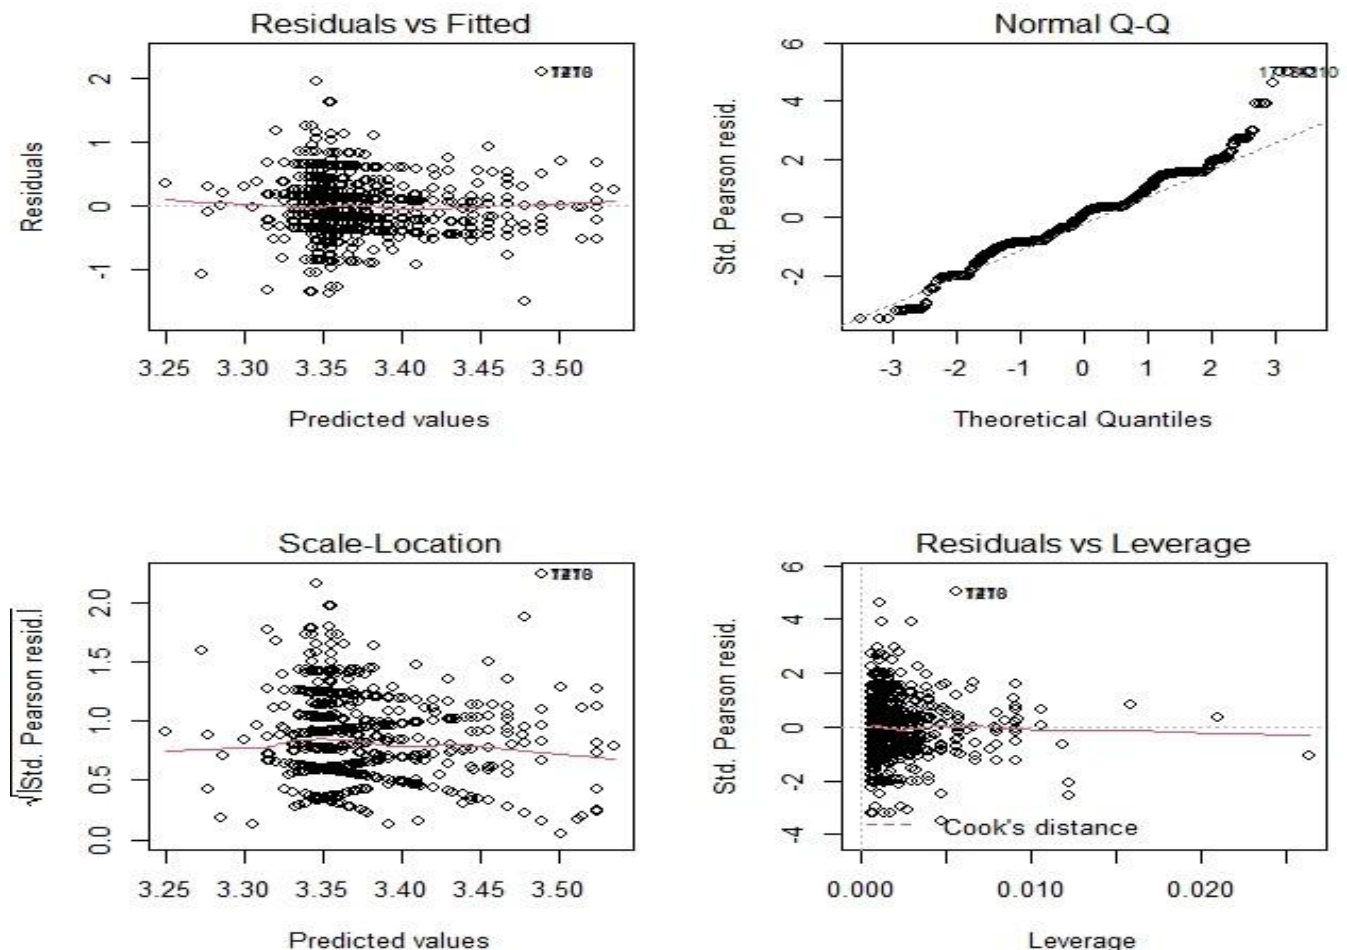 Residuals vs Fitted
Residuals
2
1
0
-1
3.25 3.30 3.35 3.40 3.45 3.50
Predicted values
Normal Q-Q
Std. Pearson resid.
6
4
2
0
-2
-3 -2 -1 0 1 2 3
Theoretical Quantiles
Scale-Location
√|Std. Pearson resid.|
2.0
1.5
1.0
0.5
0.0
3.25 3.30 3.35 3.40 3.45 3.50
Predicted values
Residuals vs Leverage
Std. Pearson resid.
6
4
2
0
-2
-4
Cook's distance
0.000 0.010 0.020
Leverage